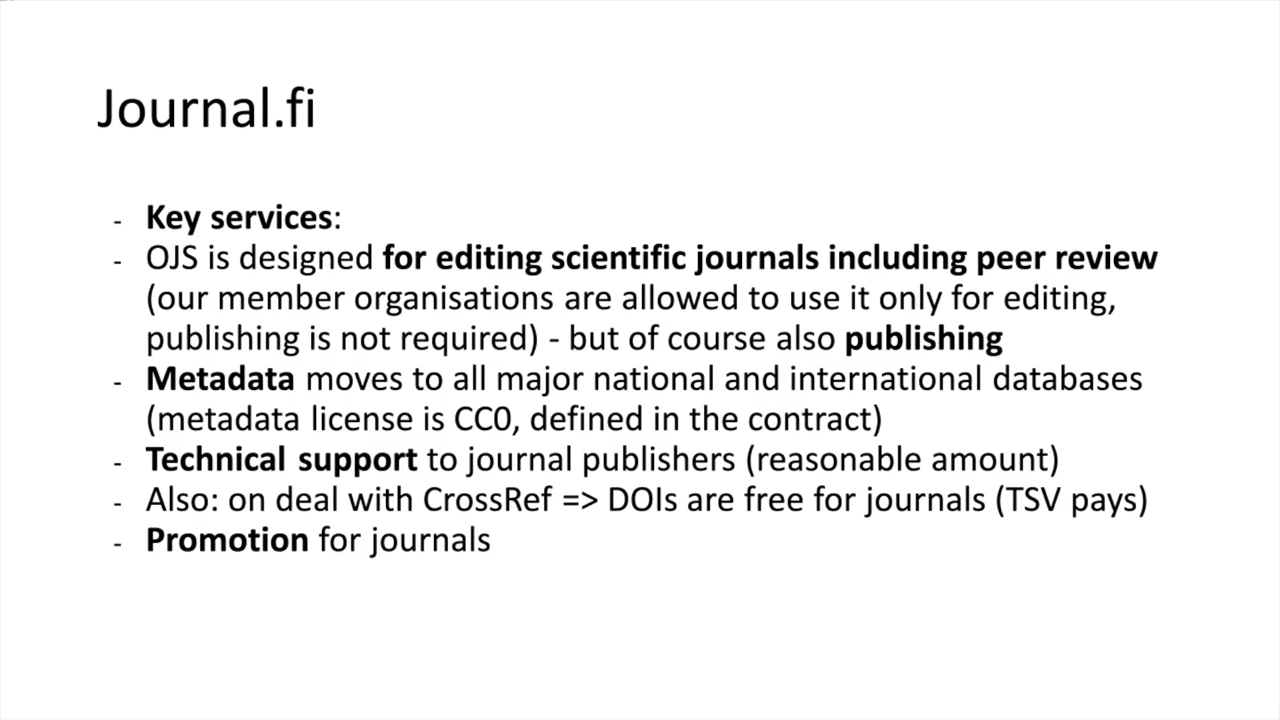 Journal.fi
- Key services:
- OJS is designed for editing scientific journals including peer review
(our member organisations are allowed to use it only for editing,
publishing is not required) - but of course also publishing
- Metadata moves to all major national and international databases
(metadata license is CC0, defined in the contract)
- Technical support to journal publishers (reasonable amount)
- Also: on deal with CrossRef => DOIs are free for journals (TSV pays)
- Promotion for journals